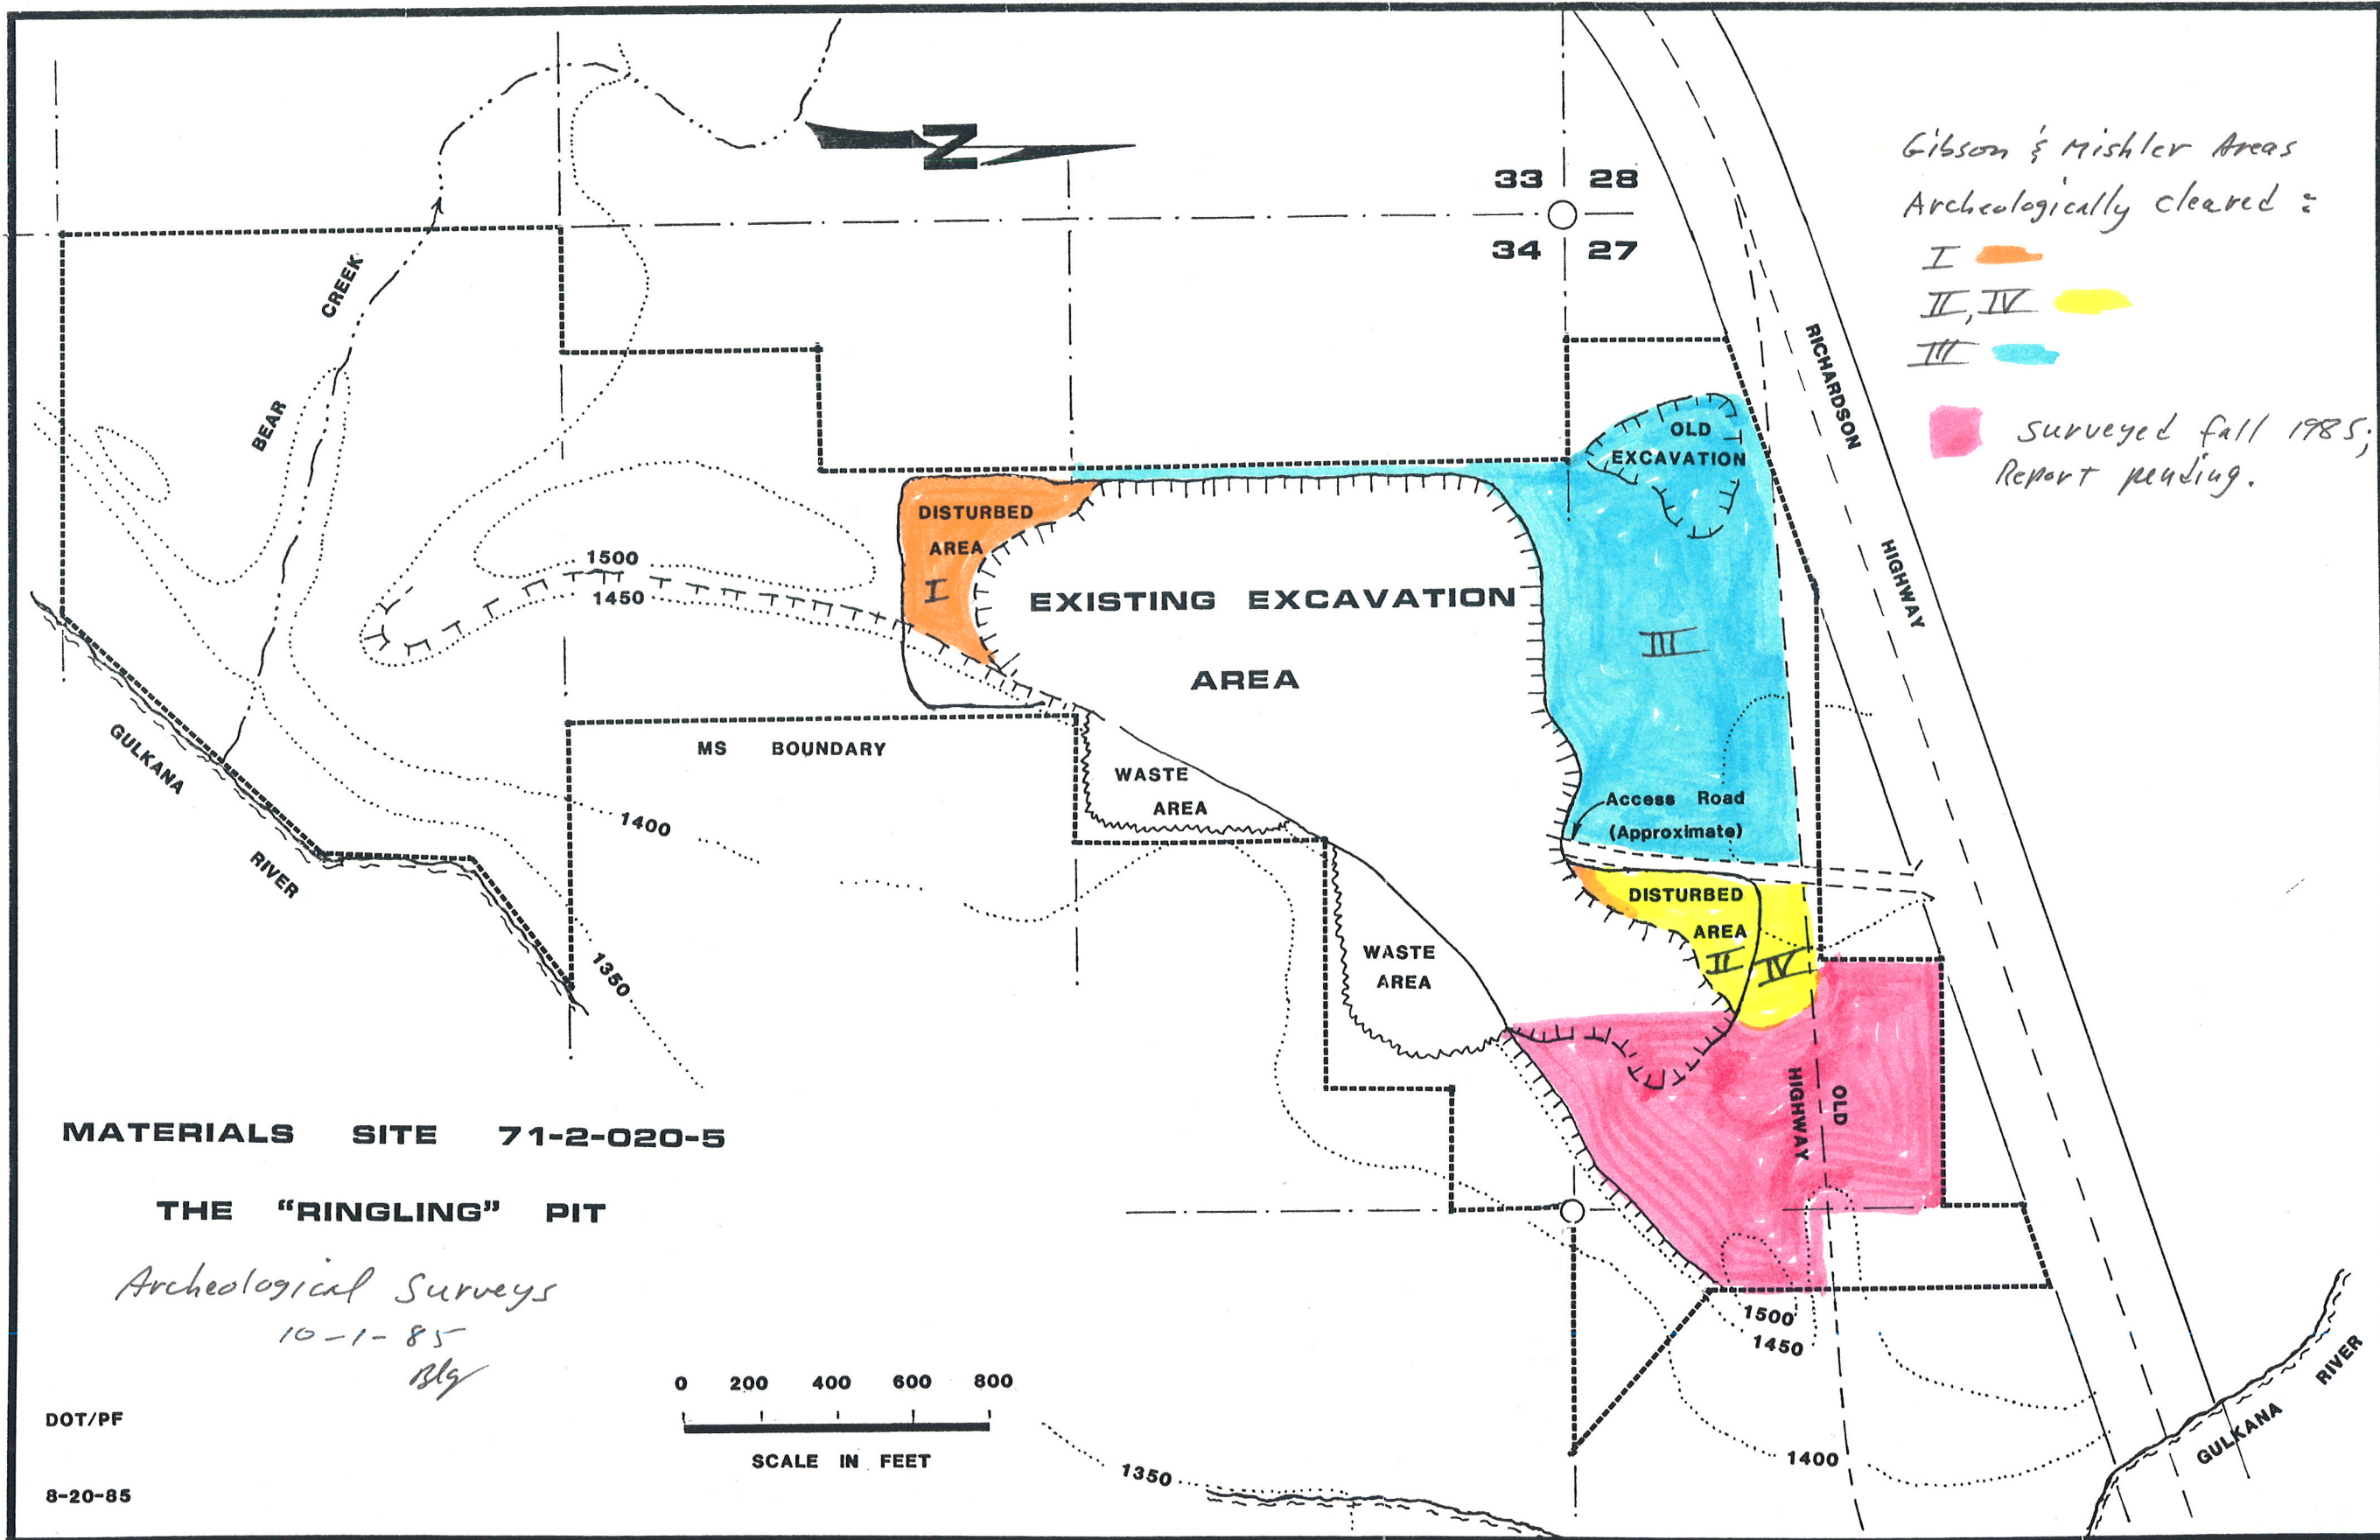 N
33 28
34 27
Gibson & Mishler Areas
Archeologically cleared :
I
II, IV
III
surveyed fall 1985;
Report pending.
BEAR CREEK
RICHARDSON HIGHWAY
OLD
EXCAVATION
DISTURBED
AREA
I
1500
1450
EXISTING EXCAVATION
AREA
III
GULKANA RIVER
MS BOUNDARY
WASTE
AREA
Access Road
(Approximate)
1400
DISTURBED
AREA
II IV
WASTE
AREA
1350
OLD
HIGHWAY
MATERIALS SITE 71-2-020-5
THE “RINGLING” PIT
Archeological Surveys
10-1-85
Blg
1500
1450
0 200 400 600 800
SCALE IN FEET
1350
1400
GULKANA RIVER
DOT/PF
8-20-85